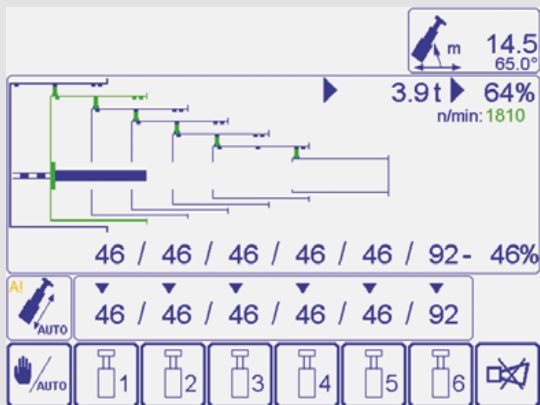 m 14.5
65.0°
3.9 t 64%
n/min: 1810
46 / 46 / 46 / 46 / 46 / 92 - 46%
A!
AUTO
46 / 46 / 46 / 46 / 46 / 92
/AUTO 1 2 3 4 5 6